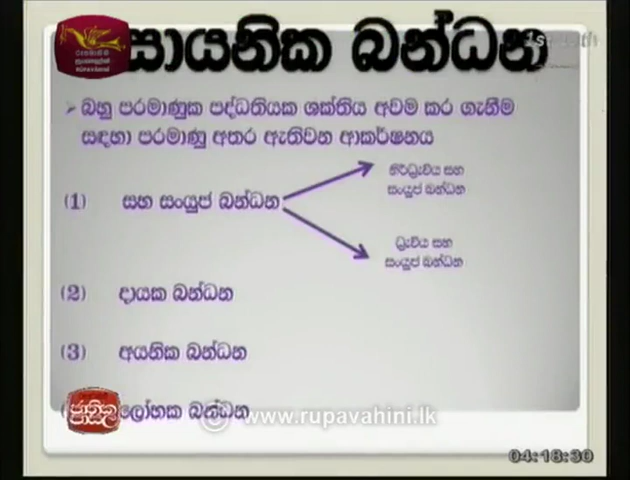 සායනික බන්ධන
➢ බහු පරමාණුක පද්ධතියක ශක්තිය අවම කර ගැනීම
සඳහා පරමාණු අතර ඇතිවන ආකර්ෂනය
(1) සහ සංයුජ බන්ධන
නිර්ධ්‍රැවීය සහ
සංයුජ බන්ධන
ධ්‍රැවීය සහ
සංයුජ බන්ධන
(2) දායක බන්ධන
(3) අයනික බන්ධන
ලෝහක බන්ධන
www.rupavahini.lk
04:18:30